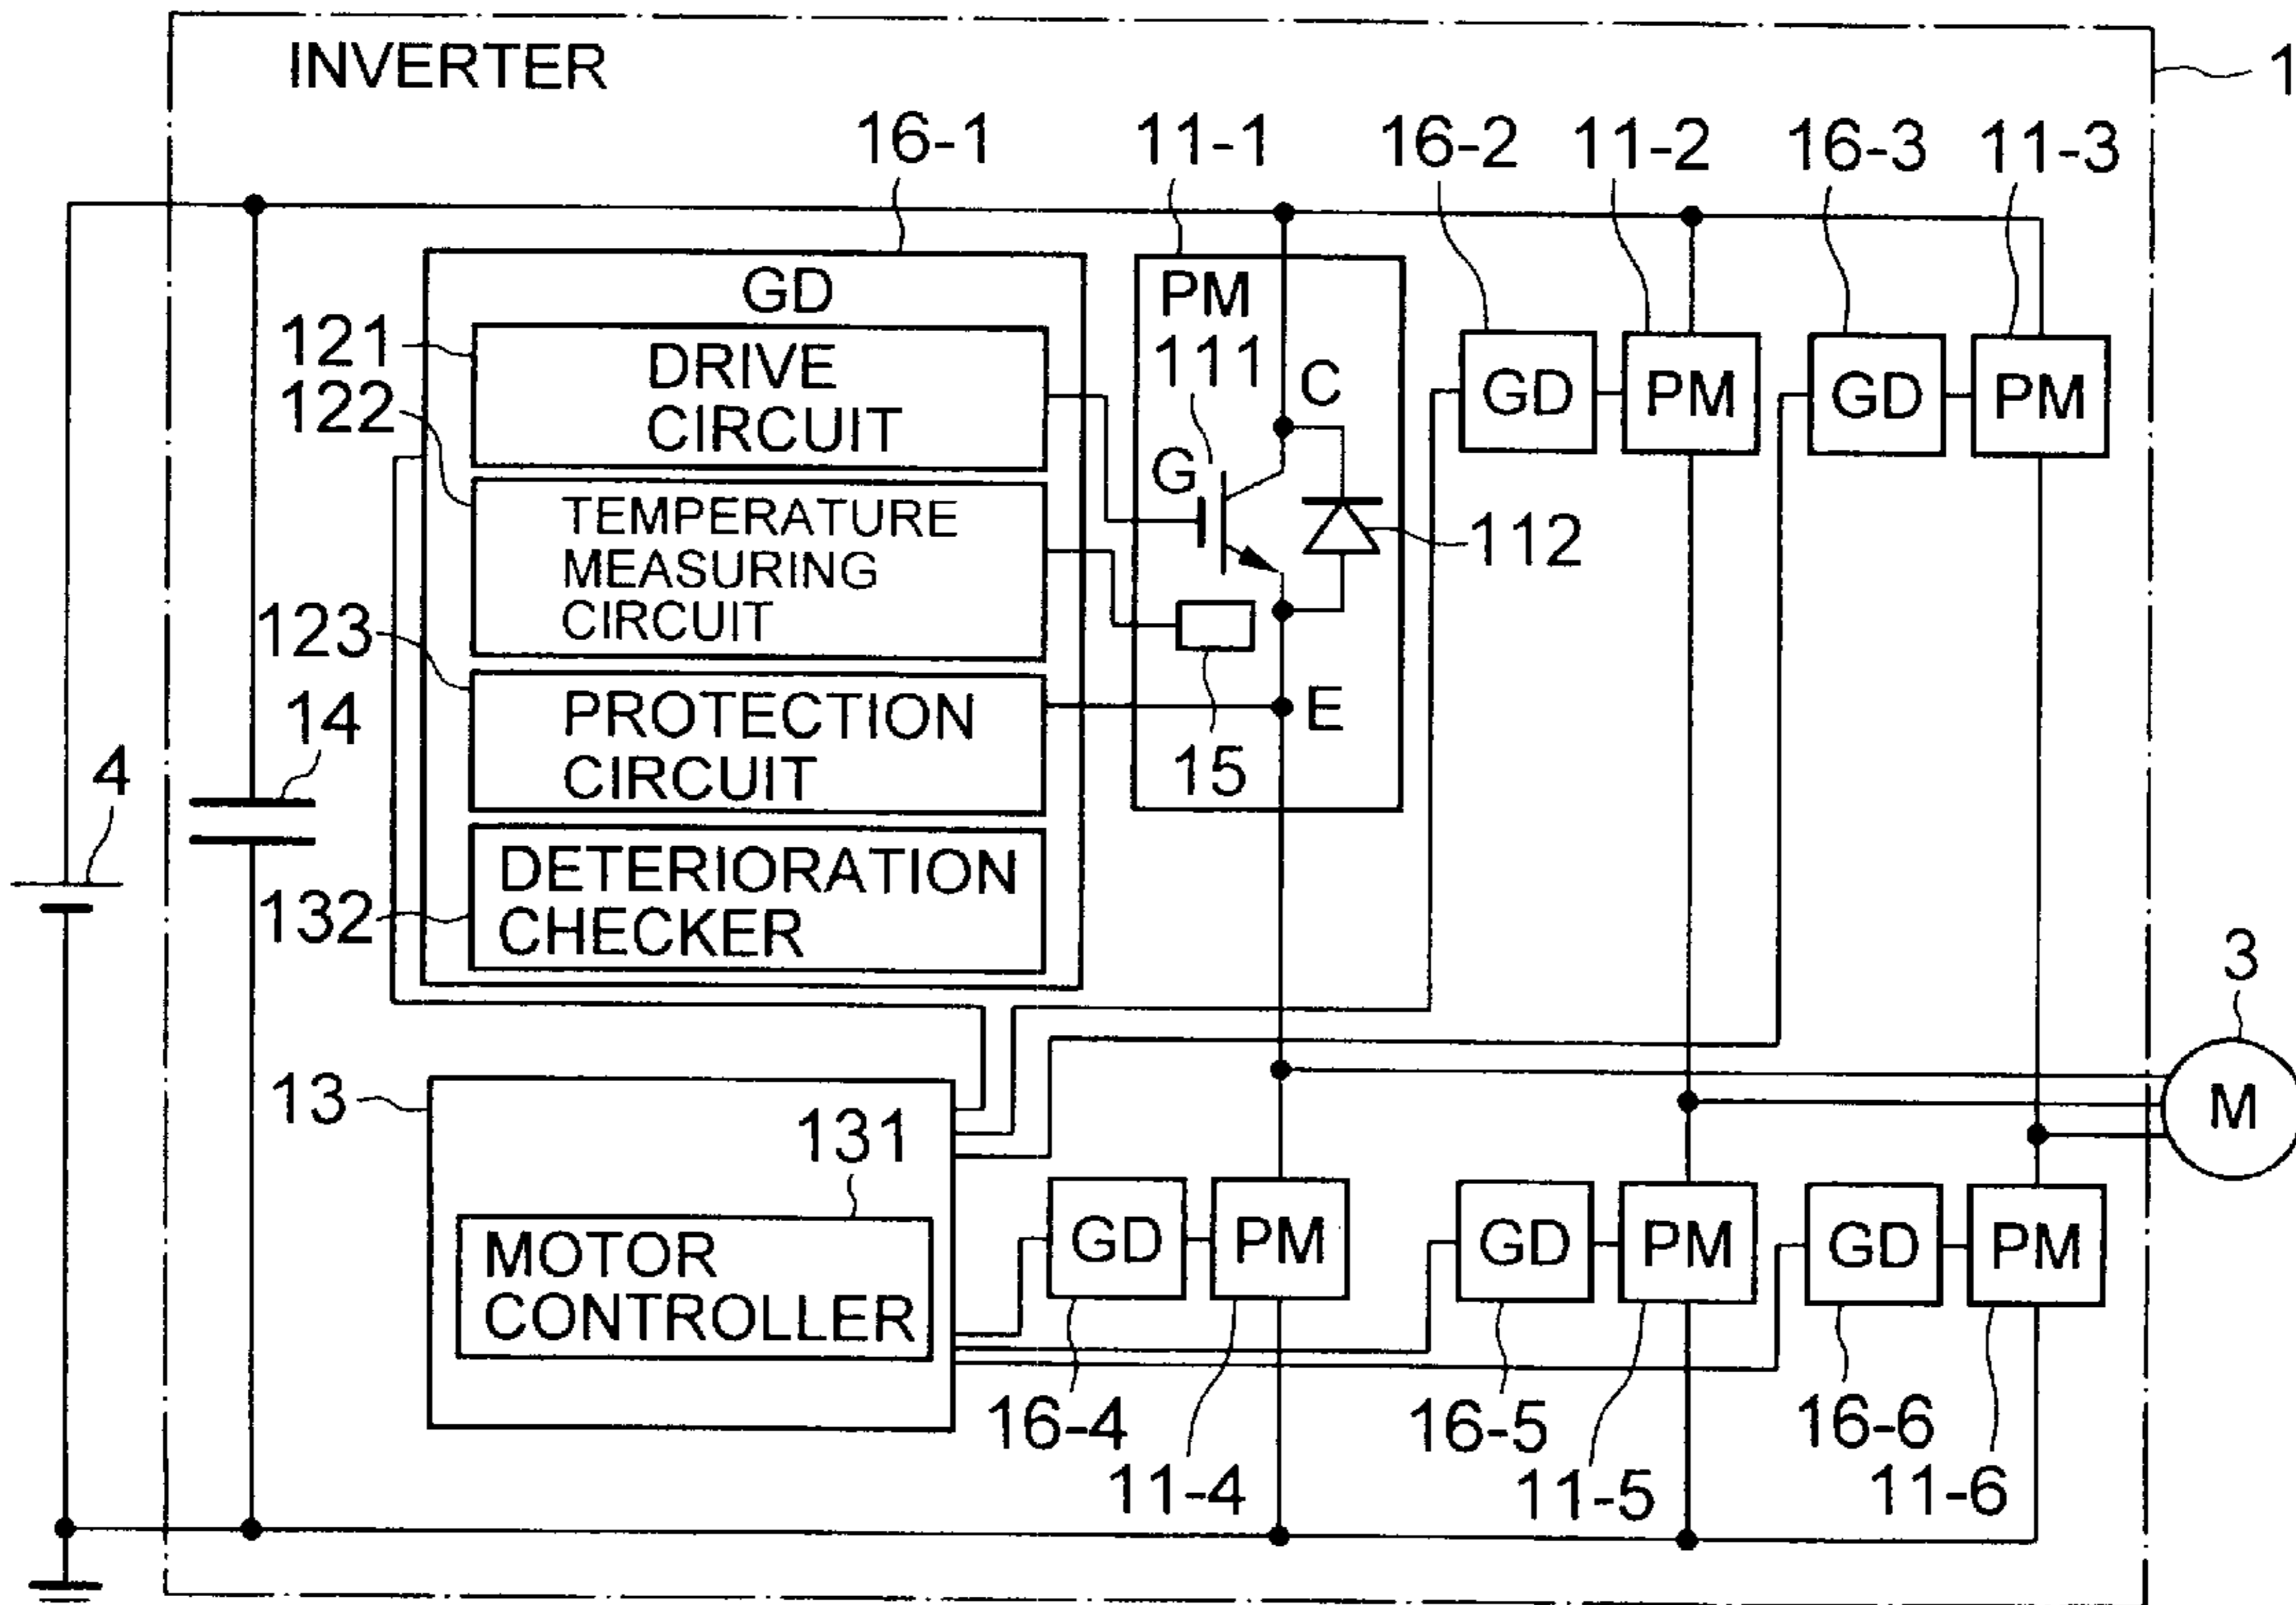 INVERTER
1
16-1
11-1
16-2
11-2
16-3
11-3
GD
PM
121
DRIVE
CIRCUIT
111
C
GD
PM
GD
PM
122
G
TEMPERATURE
MEASURING
CIRCUIT
112
123
PROTECTION
CIRCUIT
E
14
15
4
DETERIORATION
CHECKER
132
3
13
131
M
MOTOR
CONTROLLER
GD
PM
GD
PM
GD
PM
16-4
16-5
16-6
11-4
11-5
11-6